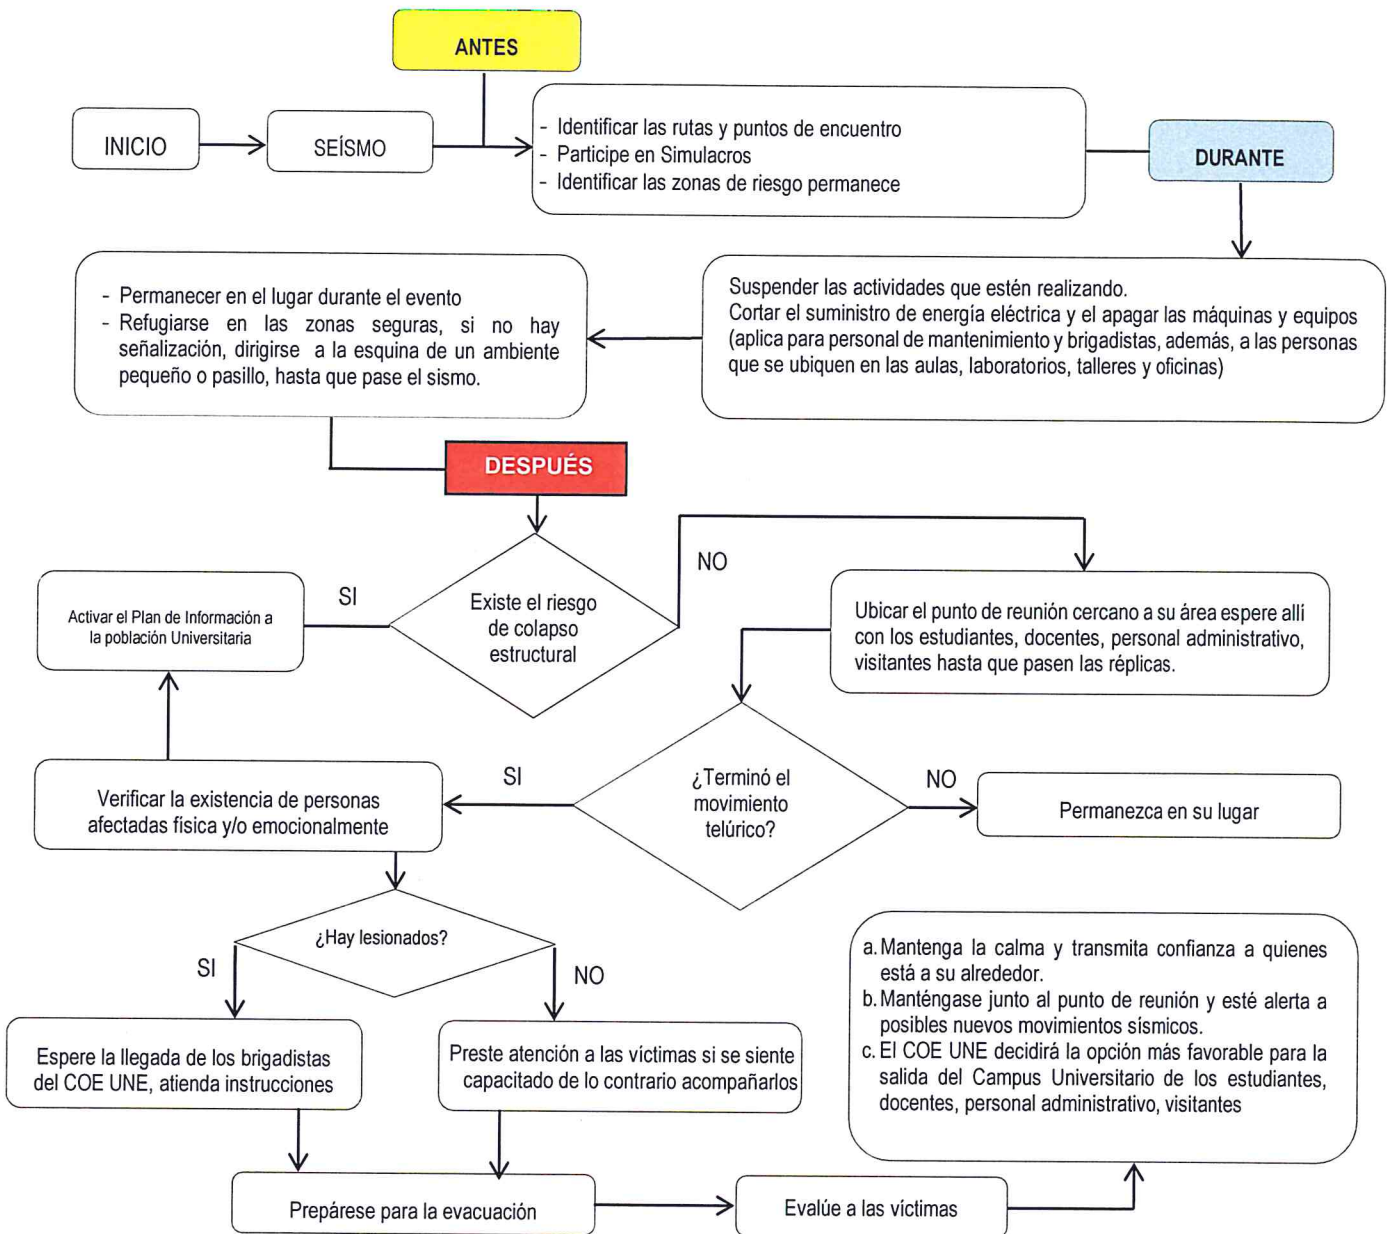 ANTES
INICIO
SEÍSMO
- Identificar las rutas y puntos de encuentro
- Participe en Simulacros
- Identificar las zonas de riesgo permanece
DURANTE
Suspender las actividades que estén realizando.
Cortar el suministro de energía eléctrica y el apagar las máquinas y equipos
(aplica para personal de mantenimiento y brigadistas, además, a las personas
que se ubiquen en las aulas, laboratorios, talleres y oficinas)
- Permanecer en el lugar durante el evento
- Refugiarse en las zonas seguras, si no hay
señalización, dirigirse a la esquina de un ambiente
pequeño o pasillo, hasta que pase el sismo.
DESPUÉS
Existe el riesgo
de colapso
estructural
SI
NO
Activar el Plan de Información a
la población Universitaria
Ubicar el punto de reunión cercano a su área espere allí
con los estudiantes, docentes, personal administrativo,
visitantes hasta que pasen las réplicas.
¿Terminó el
movimiento
telúrico?
SI
NO
Verificar la existencia de personas
afectadas física y/o emocionalmente
Permanezca en su lugar
¿Hay lesionados?
SI
NO
Espere la llegada de los brigadistas
del COE UNE, atienda instrucciones
Preste atención a las víctimas si se siente
capacitado de lo contrario acompañarlos
a. Mantenga la calma y transmita confianza a quienes
está a su alrededor.
b. Manténgase junto al punto de reunión y esté alerta a
posibles nuevos movimientos sísmicos.
c. El COE UNE decidirá la opción más favorable para la
salida del Campus Universitario de los estudiantes,
docentes, personal administrativo, visitantes
Prepárese para la evacuación
Evalúe a las víctimas